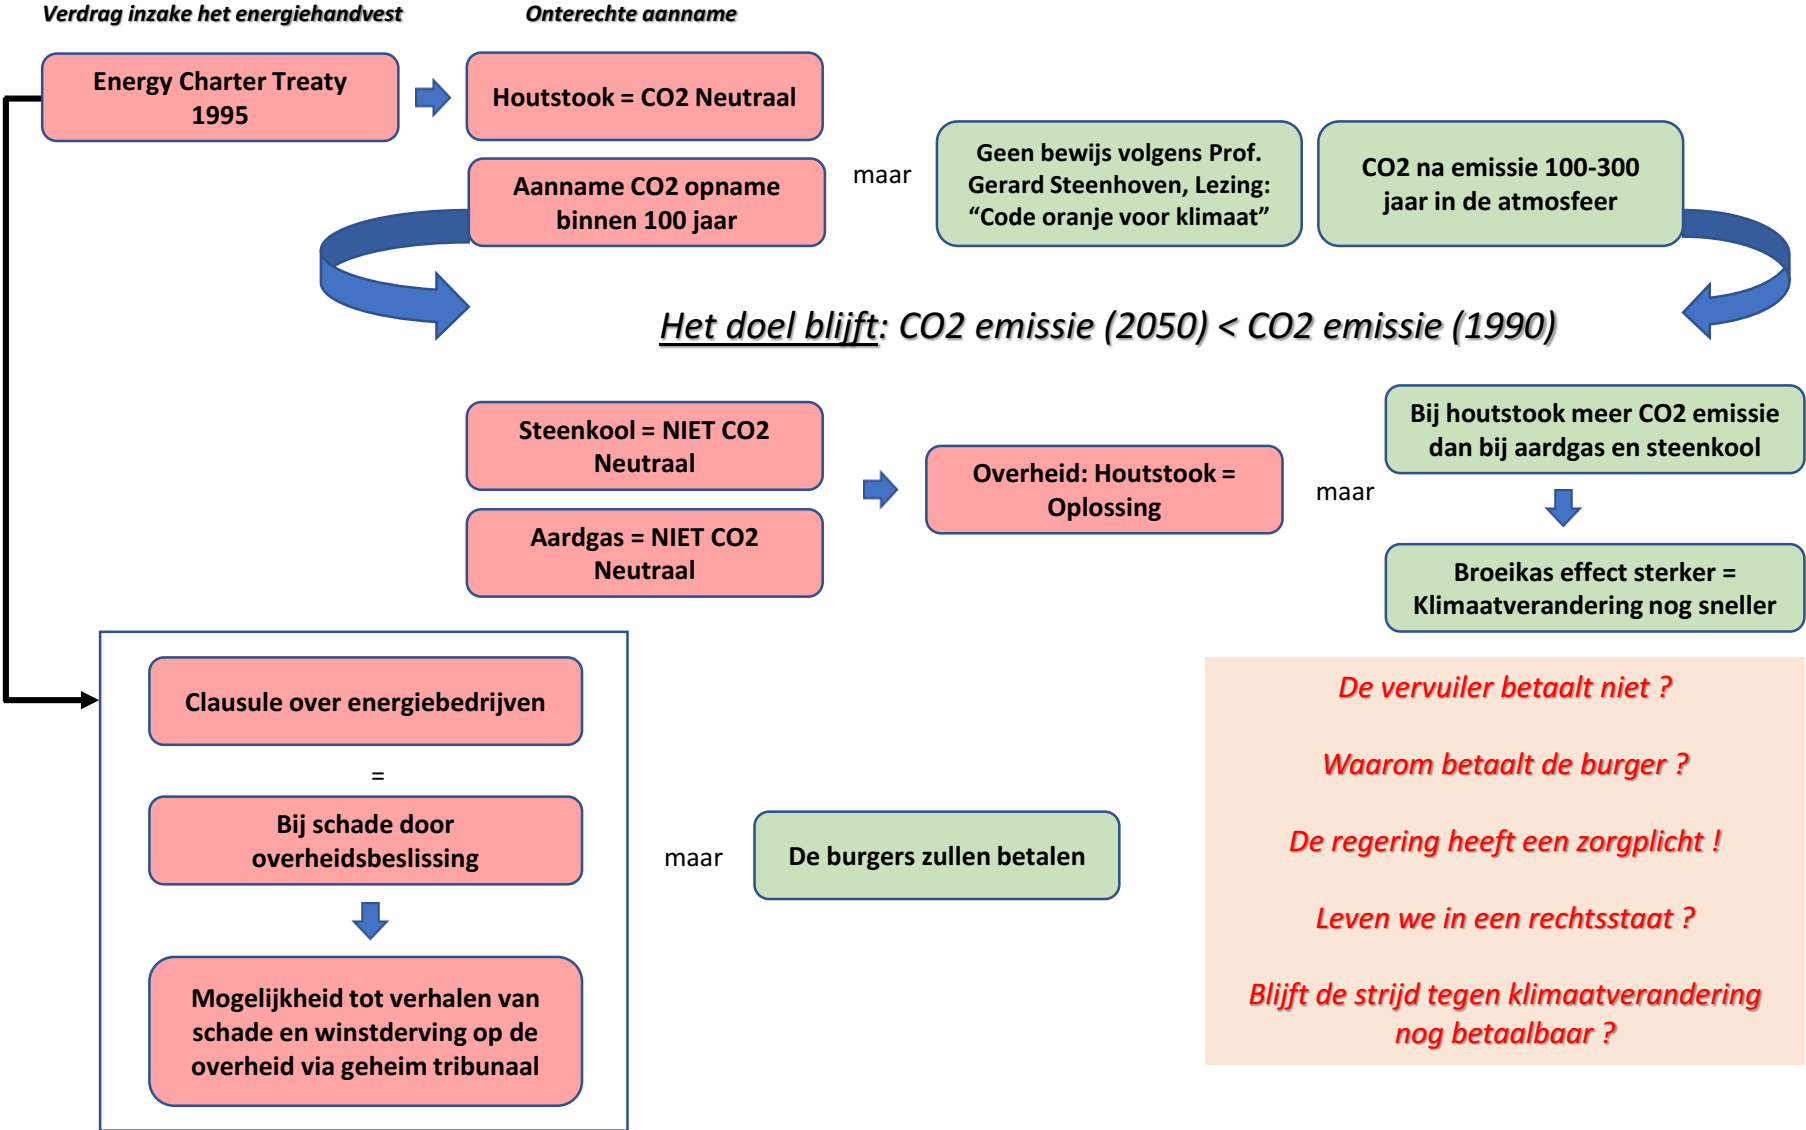 Verdrag inzake het energiehandvest
Onterechte aanname
Energy Charter Treaty
1995
Houtstook = CO2 Neutraal
Aanname CO2 opname
binnen 100 jaar
maar
Geen bewijs volgens Prof.
Gerard Steenhoven, Lezing:
“Code oranje voor klimaat”
CO2 na emissie 100-300
jaar in de atmosfeer
Het doel blijft: CO2 emissie (2050) < CO2 emissie (1990)
Steenkool = NIET CO2
Neutraal
Aardgas = NIET CO2
Neutraal
Overheid: Houtstook =
Oplossing
maar
Bij houtstook meer CO2 emissie
dan bij aardgas en steenkool
Broeikas effect sterker =
Klimaatverandering nog sneller
Clausule over energiebedrijven
=
Bij schade door
overheidsbeslissing
Mogelijkheid tot verhalen van
schade en winstderving op de
overheid via geheim tribunaal
maar
De burgers zullen betalen
De vervuiler betaalt niet ?
Waarom betaalt de burger ?
De regering heeft een zorgplicht !
Leven we in een rechtsstaat ?
Blijft de strijd tegen klimaatverandering
nog betaalbaar ?